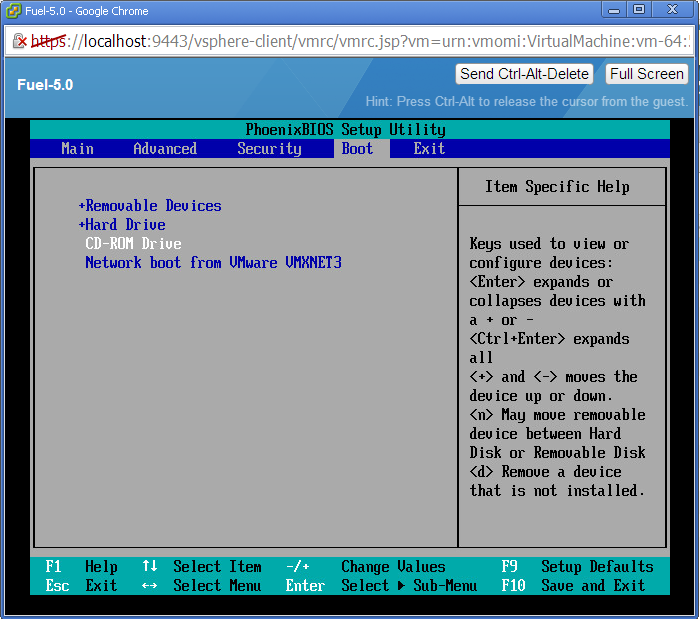 Fuel-5.0 - Google Chrome
https://localhost:9443/vsphere-client/vmrc/vmrc.jsp?vm=urn:vmomi:VirtualMachine:vm-64:
Fuel-5.0
Send Ctrl-Alt-Delete
Full Screen
Hint: Press Ctrl-Alt to release the cursor from the guest.
PhoenixBIOS Setup Utility
Main Advanced Security Boot Exit
+Removable Devices
+Hard Drive
CD-ROM Drive
Network boot from VMware VMXNET3
Item Specific Help
Keys used to view or
configure devices:
<Enter> expands or
collapses devices with
a + or -
<Ctrl+Enter> expands
all
<+> and <-> moves the
device up or down.
<n> May move removable
device between Hard
Disk or Removable Disk
<d> Remove a device
that is not installed.
F1 Help ↑↓ Select Item -/+ Change Values F9 Setup Defaults
Esc Exit ↔ Select Menu Enter Select ▶ Sub-Menu F10 Save and Exit